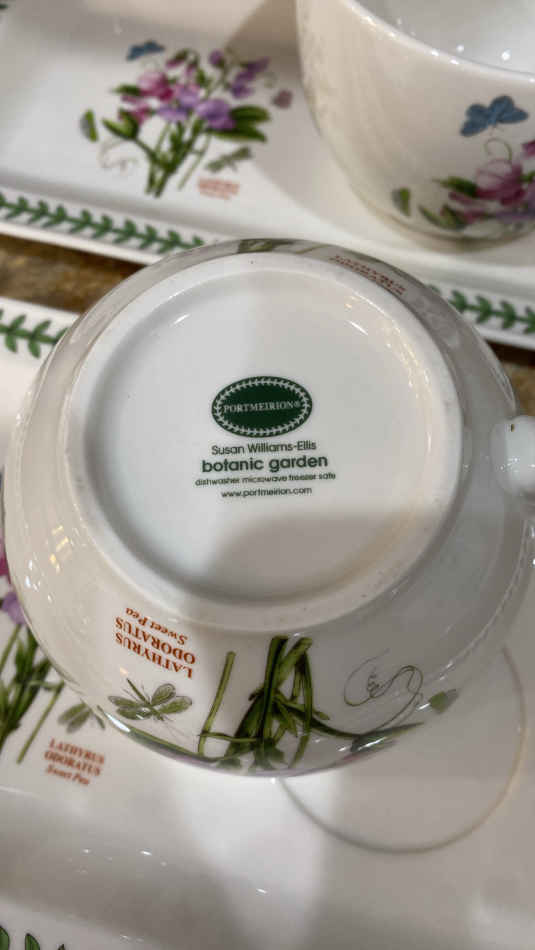 PORTMEIRION®
Susan Williams-Ellis
botanic garden
dishwasher microwave freezer safe
www.portmeirion.com
LATHYRUS
ODORATUS
Sweet Pea
LATHYRUS
ODORATUS
Sweet Pea